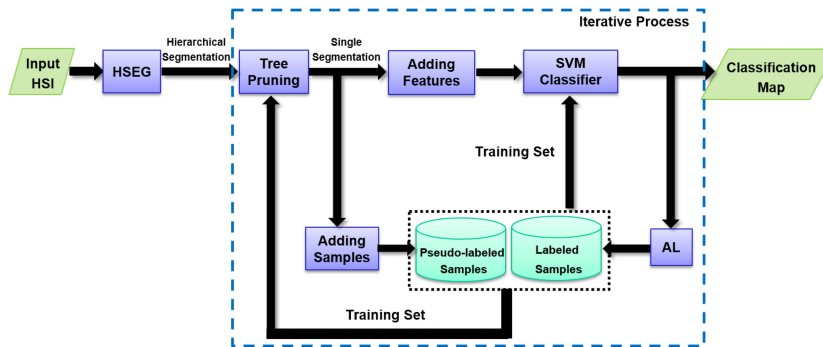 Iterative Process
Input
HSI
HSEG
Hierarchical
Segmentation
Tree
Pruning
Single
Segmentation
Adding
Features
SVM
Classifier
Classification
Map
Training Set
Adding
Samples
Pseudo-labeled
Samples
Labeled
Samples
AL
Training Set